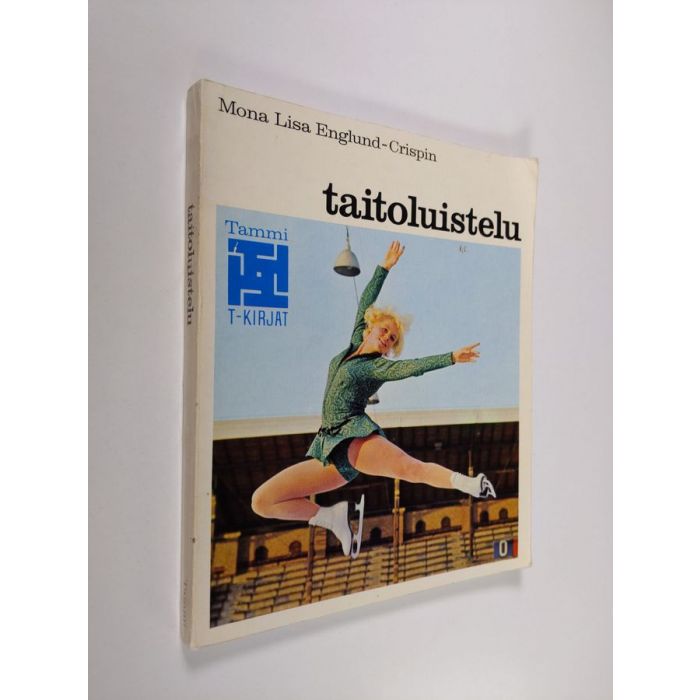 Mona Lisa Englund-Crispin
taitoluistelu
Tammi
T-KIRJAT
O
taitoluistelu